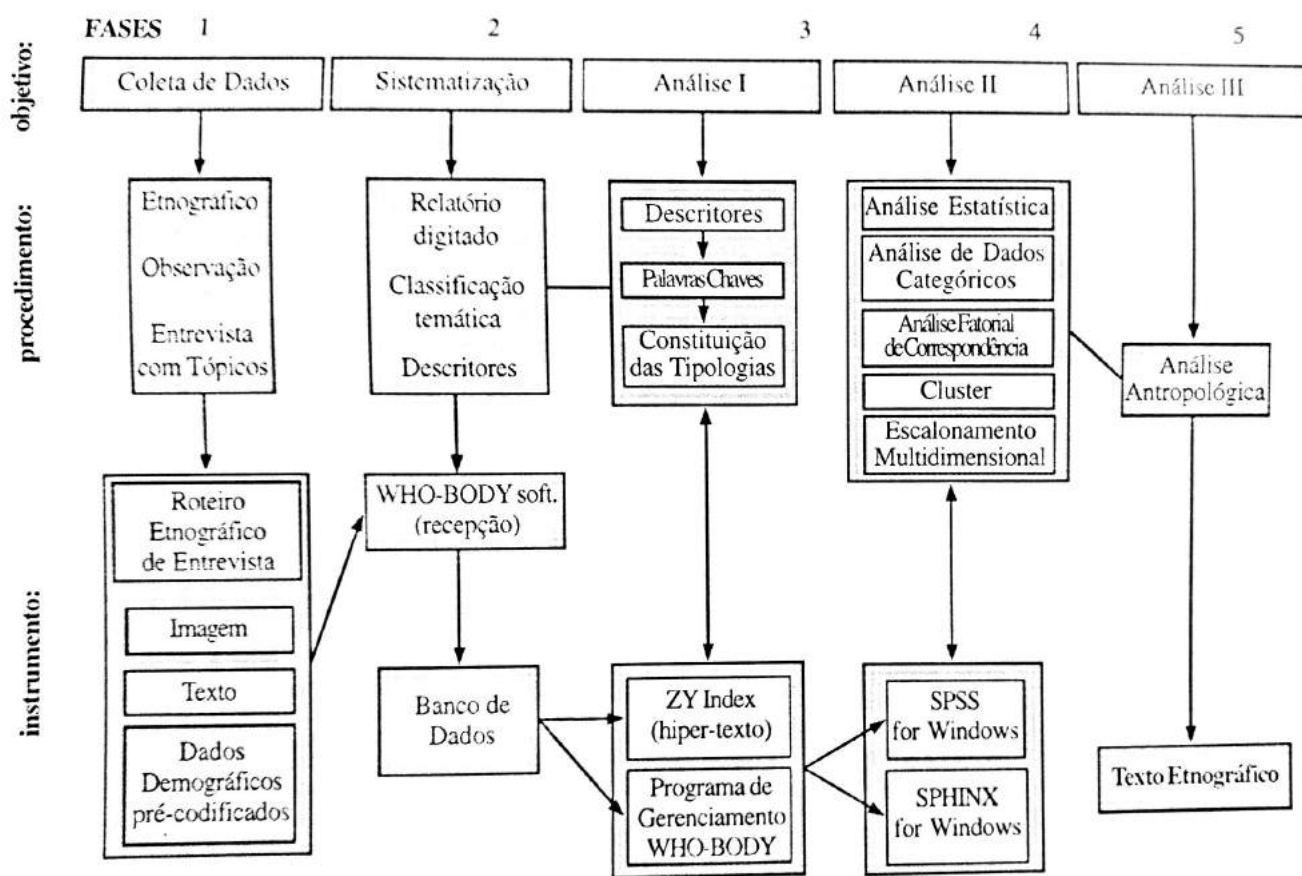 FASES 1 2 3 4 5
objetivo:
Coleta de Dados
Sistematização
Análise I
Análise II
Análise III
procedimento:
Etnográfico
Observação
Entrevista
com Tópicos
Relatório
digitado
Classificação
temática
Descritores
Descritores
Palavras Chaves
Constituição
das Tipologias
Análise Estatística
Análise de Dados
Categóricos
Análise Fatorial
de Correspondência
Cluster
Escalonamento
Multidimensional
Análise
Antropológica
instrumento:
Roteiro
Etnográfico
de Entrevista
Imagem
Texto
Dados
Demográficos
pré-codificados
WHO-BODY soft.
(recepção)
Banco de
Dados
ZY Index
(hiper-texto)
Programa de
Gerenciamento
WHO-BODY
SPSS
for Windows
SPHINX
for Windows
Texto Etnográfico